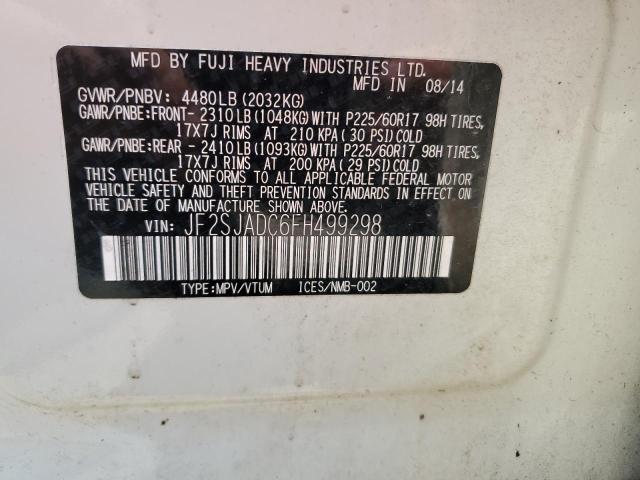 MFD BY FUJI HEAVY INDUSTRIES LTD.
MFD IN 08/14
GVWR/PNBV: 4480LB(2032KG)
GAWR/PNBE:FRONT- 2310LB(1048KG)WITH P225/60R17 98H TIRES,
17X7J RIMS AT 210 KPA(30 PSI)COLD
GAWR/PNBE:REAR - 2410LB(1093KG)WITH P225/60R17 98H TIRES,
17X7J RIMS AT 200 KPA(29 PSI)COLD
THIS VEHICLE CONFORMS TO ALL APPLICABLE FEDERAL MOTOR
VEHICLE SAFETY AND THEFT PREVENTION STANDARDS IN EFFECT
ON THE DATE OF MANUFACTURE SHOWN ABOVE.
VIN: JF2SJADC6FH499298
TYPE:MPV/VTUM ICES/NMB-002